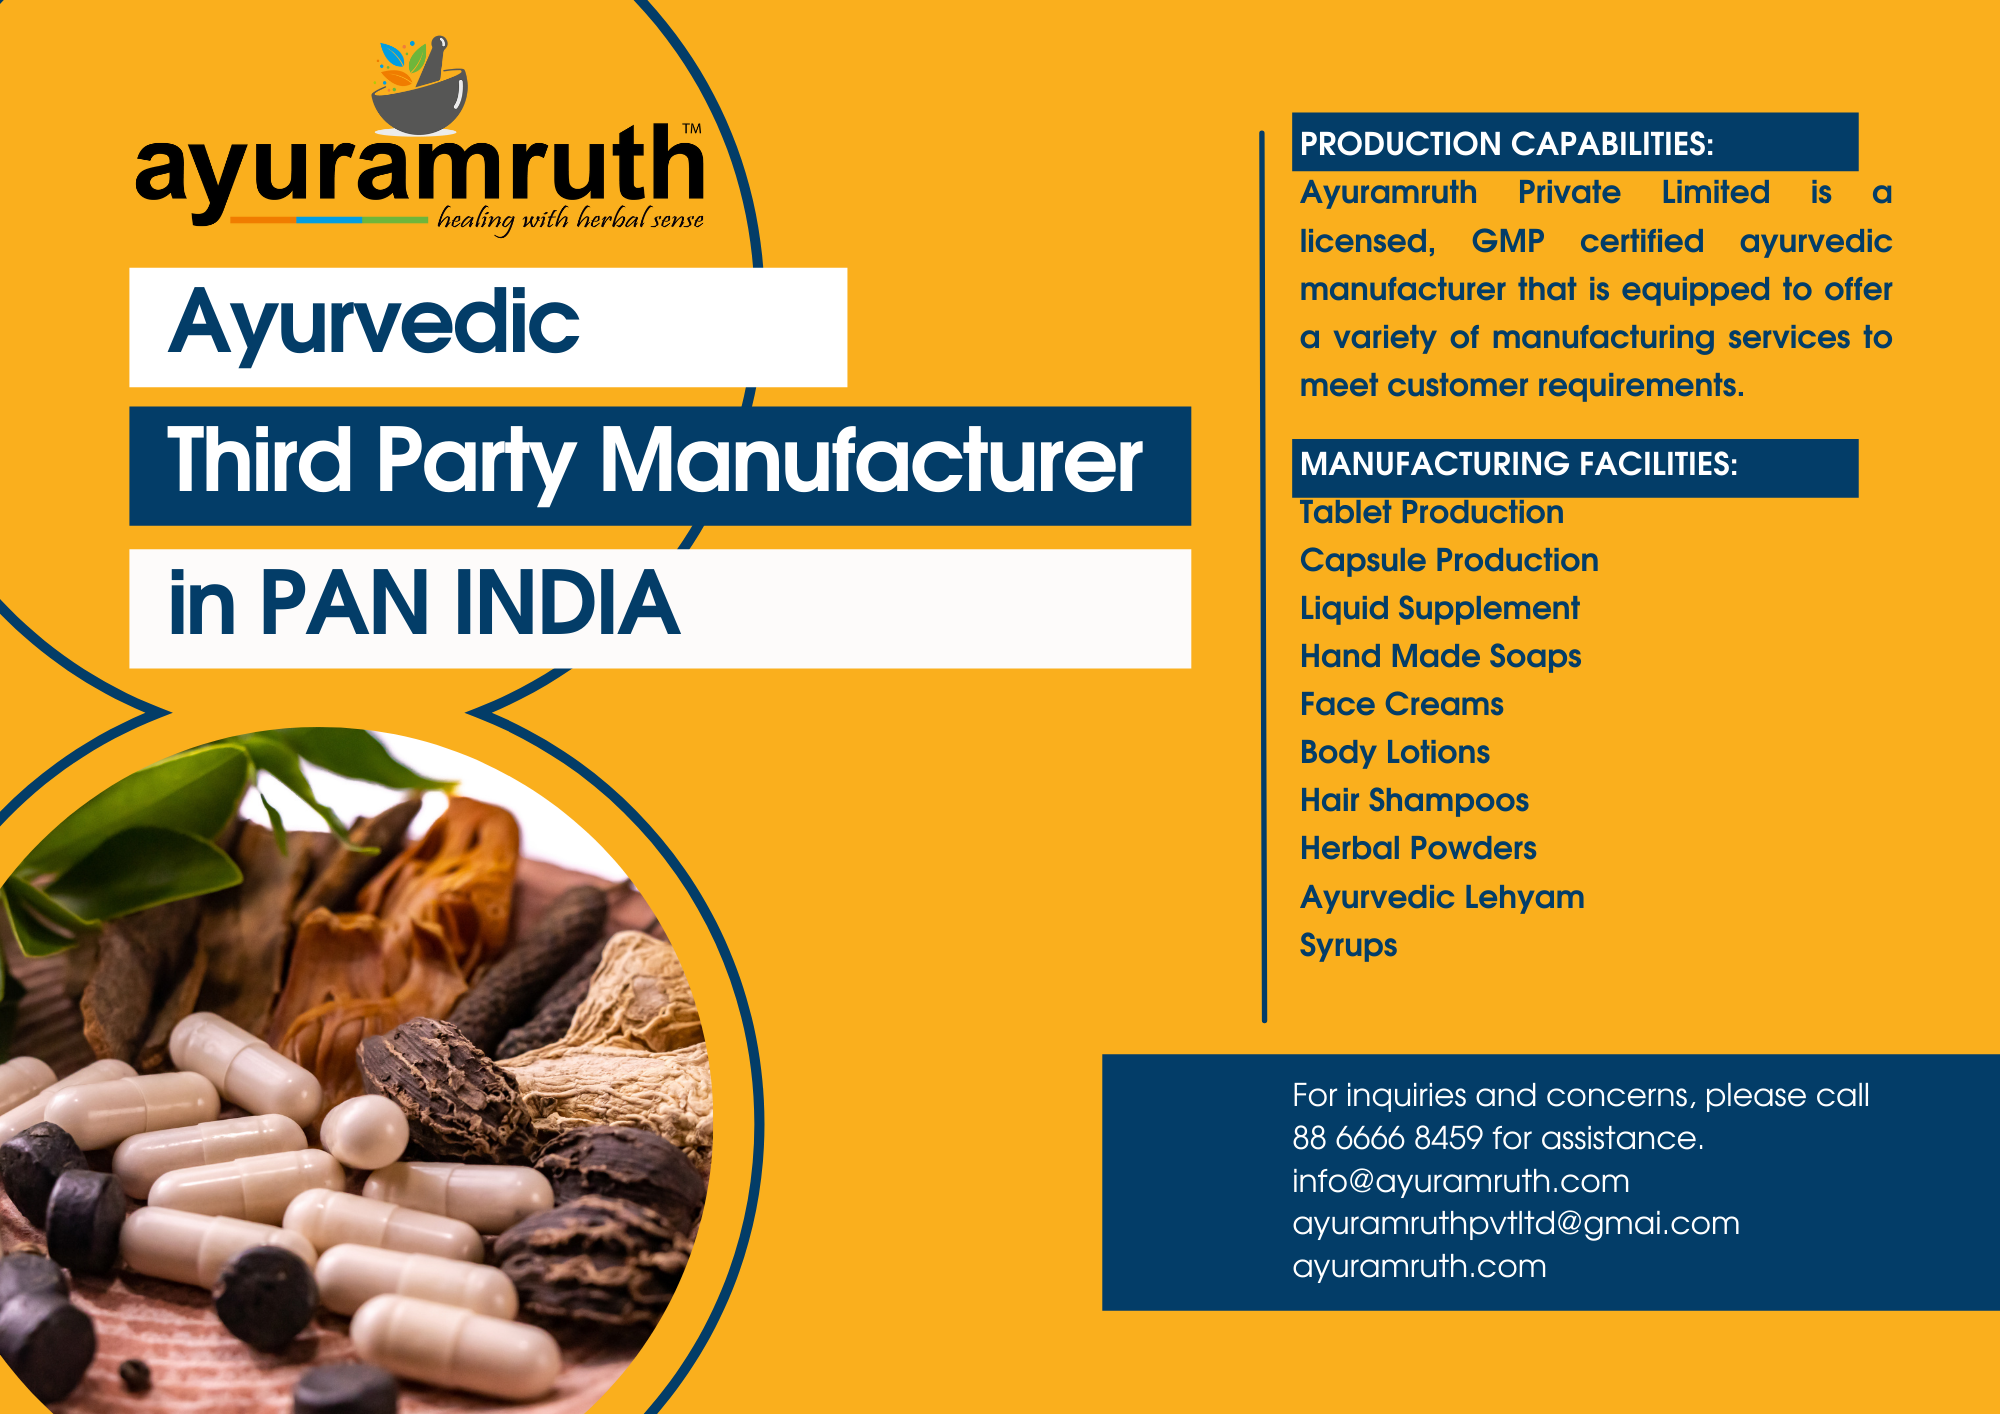 ayuramruth™
healing with herbal sense
Ayurvedic
Third Party Manufacturer
in PAN INDIA
PRODUCTION CAPABILITIES:
Ayuramruth Private Limited is a
licensed, GMP certified ayurvedic
manufacturer that is equipped to offer
a variety of manufacturing services to
meet customer requirements.
MANUFACTURING FACILITIES:
Tablet Production
Capsule Production
Liquid Supplement
Hand Made Soaps
Face Creams
Body Lotions
Hair Shampoos
Herbal Powders
Ayurvedic Lehyam
Syrups
For inquiries and concerns, please call
88 6666 8459 for assistance.
info@ayuramruth.com
ayuramruthpvtltd@gmai.com
ayuramruth.com